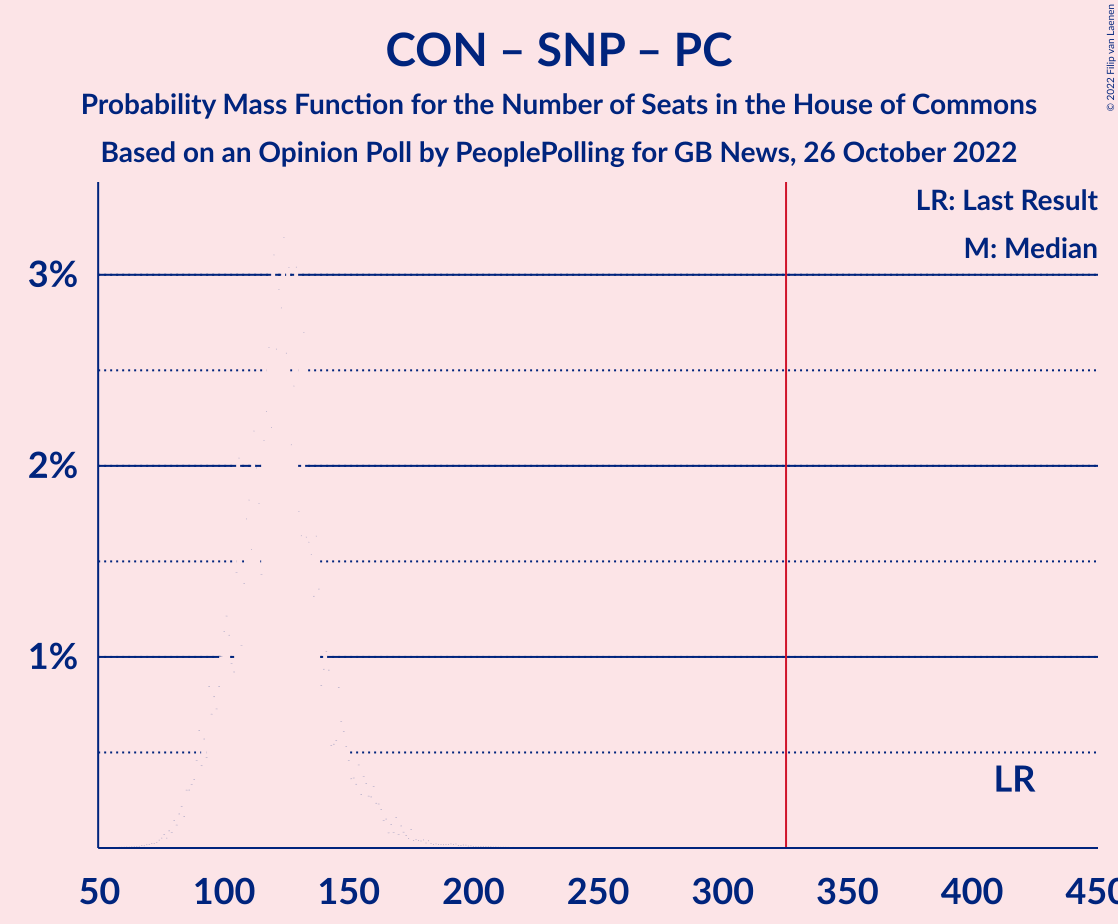 CON – SNP – PC
Probability Mass Function for the Number of Seats in the House of Commons
Based on an Opinion Poll by PeoplePolling for GB News, 26 October 2022
© 2022 Filip van Laenen
LR: Last Result
M: Median
3%
2%
1%
LR
50 100 150 200 250 300 350 400 450